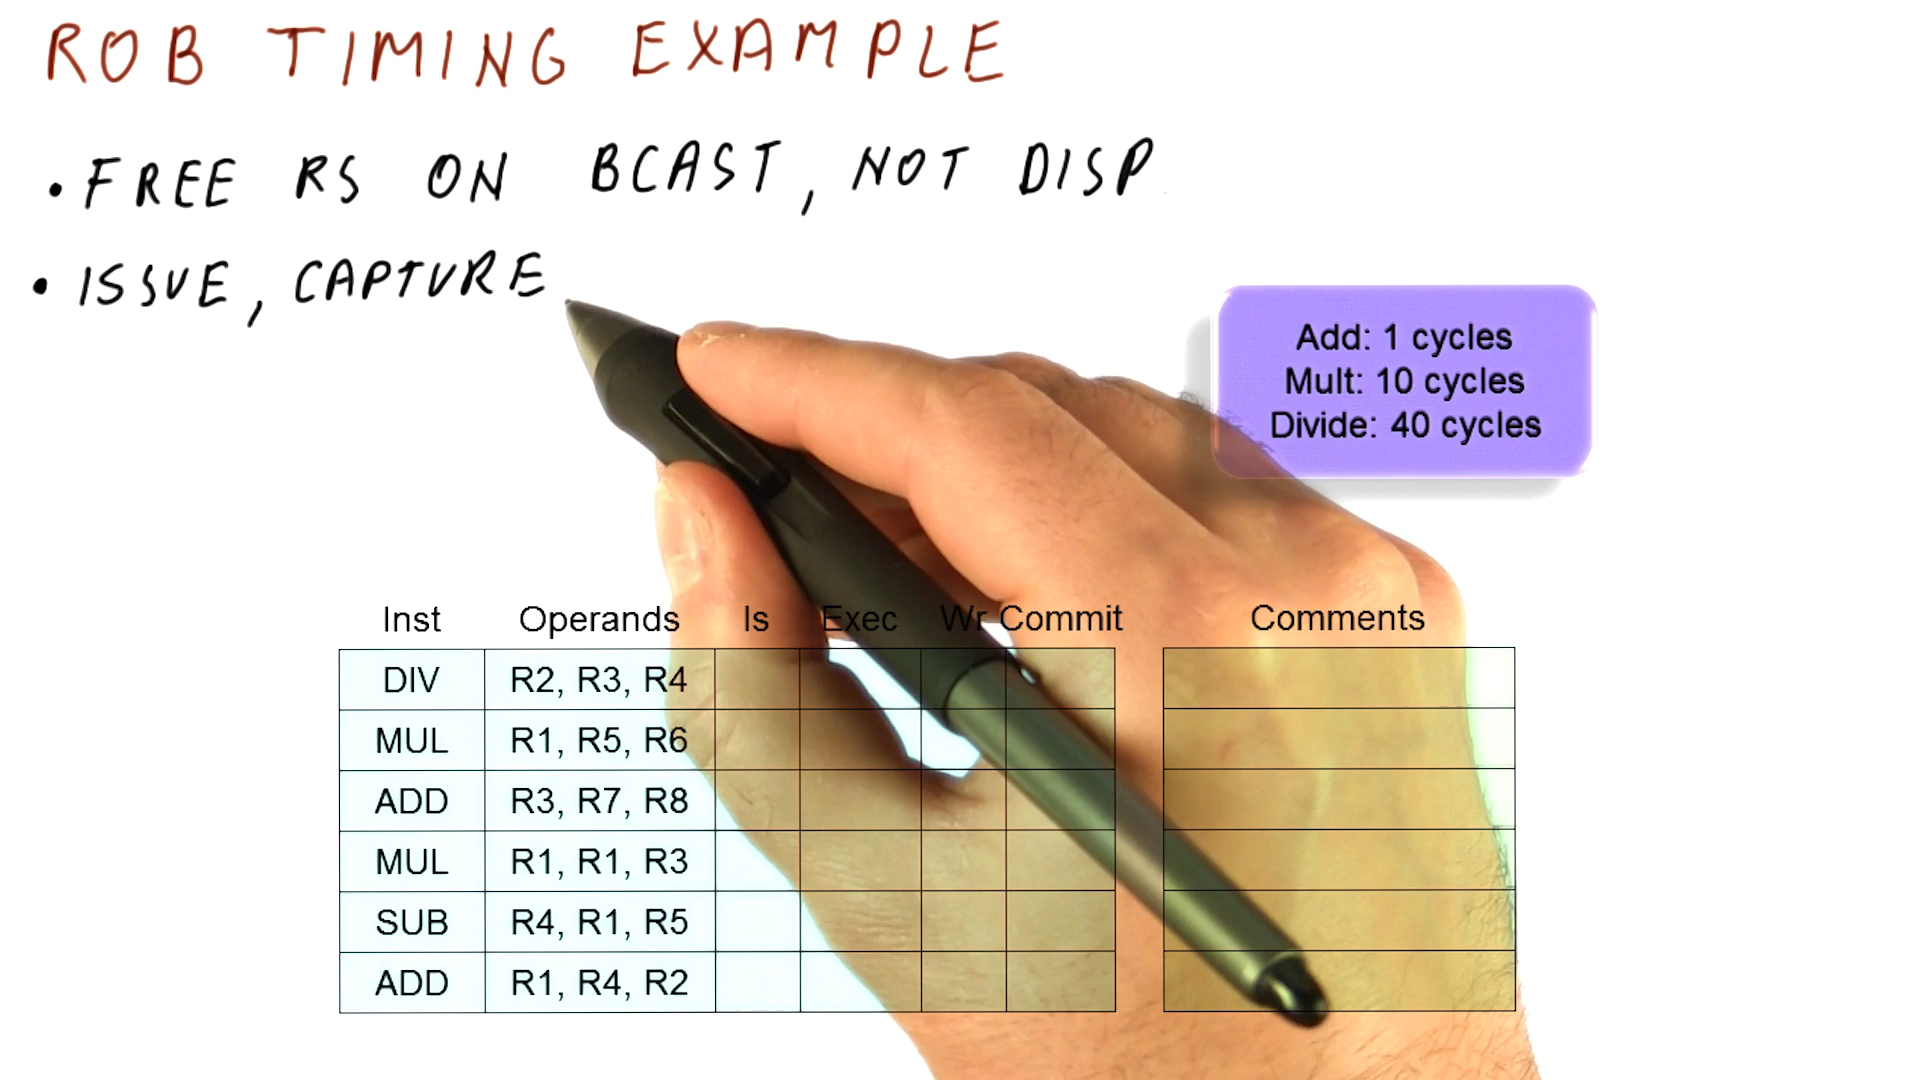 ROB TIMING EXAMPLE
• FREE RS ON BCAST, NOT DISP
• ISSUE, CAPTURE
Add: 1 cycles
Mult: 10 cycles
Divide: 40 cycles
Inst Operands Is Exec Wr Commit Comments
DIV R2, R3, R4
MUL R1, R5, R6
ADD R3, R7, R8
MUL R1, R1, R3
SUB R4, R1, R5
ADD R1, R4, R2